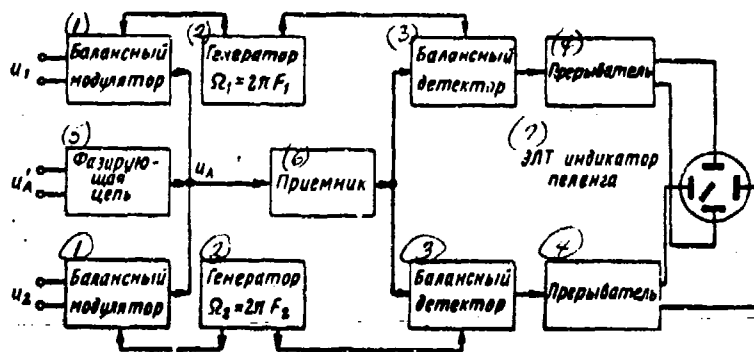 (1)
Балансный
модулятор
u₁
(2)
Генератор
Ω₁ = 2π F₁
(3)
Балансный
детектор
(4)
Прерыватель
(5)
Фазирую-
щая
цепь
u'А
uА
(6)
Приемник
(7)
ЭЛТ индикатор
пеленга
(1)
Балансный
модулятор
u₂
(2)
Генератор
Ω₂ = 2π F₂
(3)
Балансный
детектор
(4)
Прерыватель